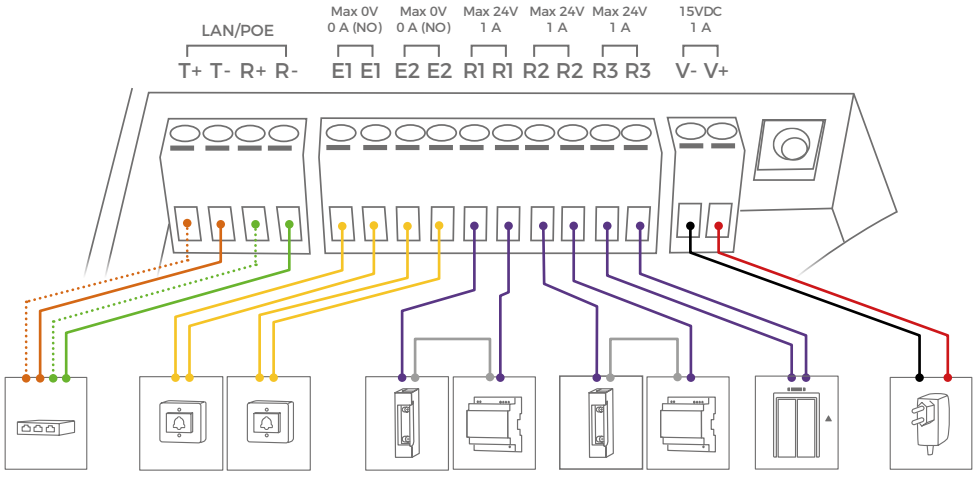 LAN/POE
T+ T- R+ R-
Max 0V
0 A (NO)
E1 E1
Max 0V
0 A (NO)
E2 E2
Max 24V
1 A
R1 R1
Max 24V
1 A
R2 R2
Max 24V
1 A
R3 R3
15VDC
1 A
V- V+